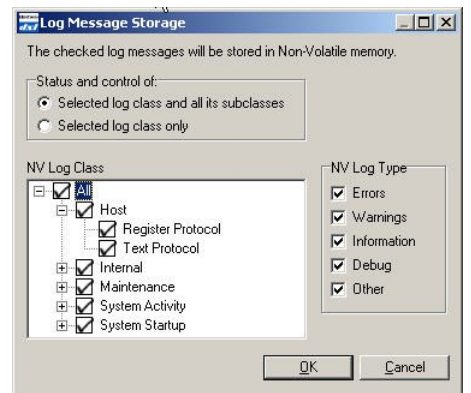 Log Message Storage
The checked log messages will be stored in Non-Volatile memory.
Status and control of:
Selected log class and all its subclasses
Selected log class only
NV Log Class
All
Host
Register Protocol
Text Protocol
Internal
Maintenance
System Activity
System Startup
NV Log Type
Errors
Warnings
Information
Debug
Other
OK
Cancel